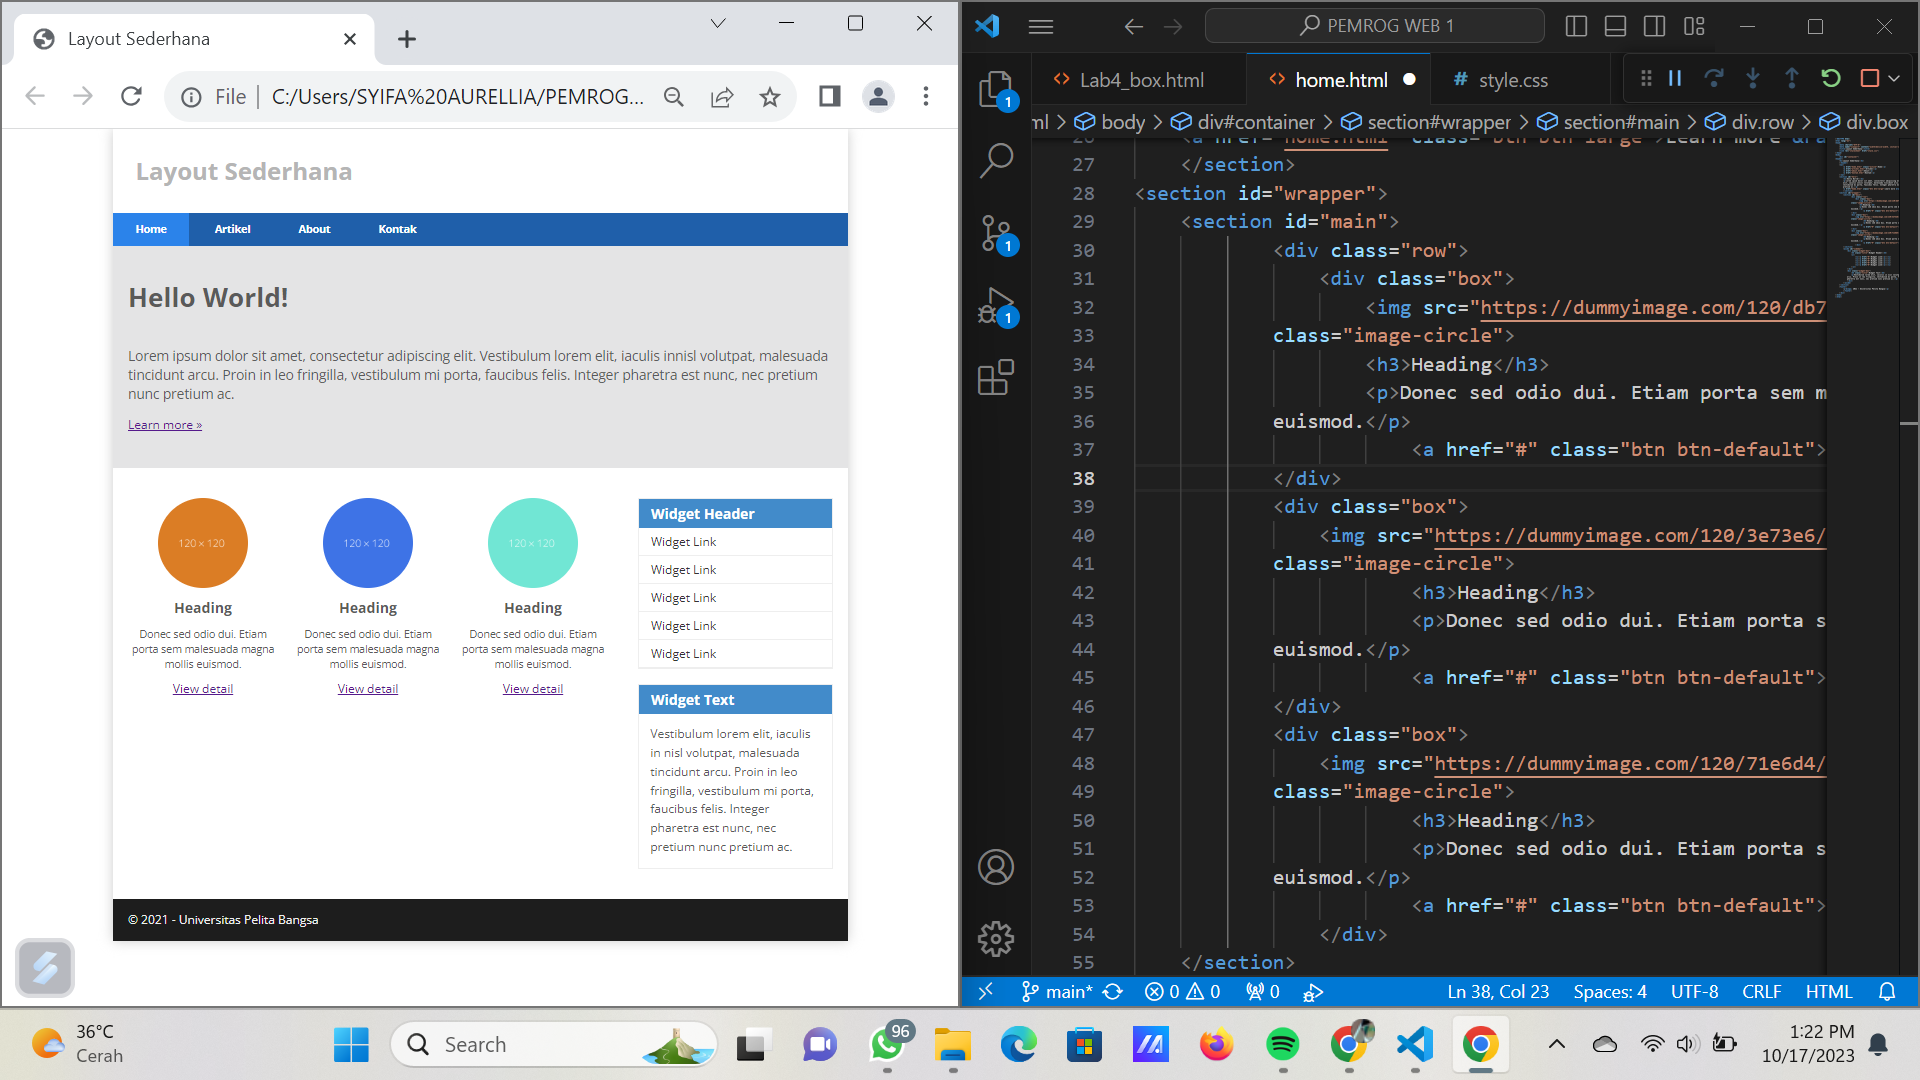 Layout Sederhana
File
C:/Users/SYIFA%20AURELLIA/PEMROG...
Layout Sederhana
Home
Artikel
About
Kontak
Hello World!
Lorem ipsum dolor sit amet, consectetur adipiscing elit. Vestibulum lorem elit, iaculis innisl volutpat, malesuada
tincidunt arcu. Proin in leo fringilla, vestibulum mi porta, faucibus felis. Integer pharetra est nunc, nec pretium
nunc pretium ac.
Learn more »
120 × 120
120 × 120
120 × 120
Heading
Heading
Heading
Donec sed odio dui. Etiam
porta sem malesuada magna
mollis euismod.
Donec sed odio dui. Etiam
porta sem malesuada magna
mollis euismod.
Donec sed odio dui. Etiam
porta sem malesuada magna
mollis euismod.
View detail
View detail
View detail
Widget Header
Widget Link
Widget Link
Widget Link
Widget Link
Widget Link
Widget Text
Vestibulum lorem elit, iaculis
in nisl volutpat, malesuada
tincidunt arcu. Proin in leo
fringilla, vestibulum mi porta,
faucibus felis. Integer
pharetra est nunc, nec
pretium nunc pretium ac.
© 2021 - Universitas Pelita Bangsa
PEMROG WEB 1
Lab4_box.html
home.html
# style.css
ml > body > div#container > section#wrapper > section#main > div.row > div.box
1
1
1
26 <a href="home.html" class="btn btn-large">Learn more &ra
27 </section>
28 <section id="wrapper">
29 <section id="main">
30 <div class="row">
31 <div class="box">
32 <img src="https://dummyimage.com/120/db7
33 class="image-circle">
34 <h3>Heading</h3>
35 <p>Donec sed odio dui. Etiam porta sem m
36 euismod.</p>
37 <a href="#" class="btn btn-default">
38 </div>
39 <div class="box">
40 <img src="https://dummyimage.com/120/3e73e6/
41 class="image-circle">
42 <h3>Heading</h3>
43 <p>Donec sed odio dui. Etiam porta s
44 euismod.</p>
45 <a href="#" class="btn btn-default">
46 </div>
47 <div class="box">
48 <img src="https://dummyimage.com/120/71e6d4/
49 class="image-circle">
50 <h3>Heading</h3>
51 <p>Donec sed odio dui. Etiam porta s
52 euismod.</p>
53 <a href="#" class="btn btn-default">
54 </div>
55 </section>
main*
0
0
0
Ln 38, Col 23
Spaces: 4
UTF-8
CRLF
HTML
36°C
Cerah
Search
96
1:22 PM
10/17/2023